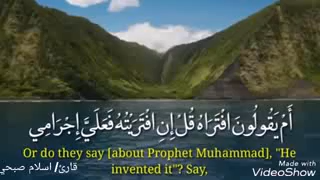 أَمْ يَقُولُونَ افْتَرَاهُ قُلْ إِنِ افْتَرَيْتُهُ فَعَلَيَّ إِجْرَامِي
Or do they say [about Prophet Muhammad], "He
invented it"? Say,
قارئ/ اسلام صبحي
Made with
VideoShow